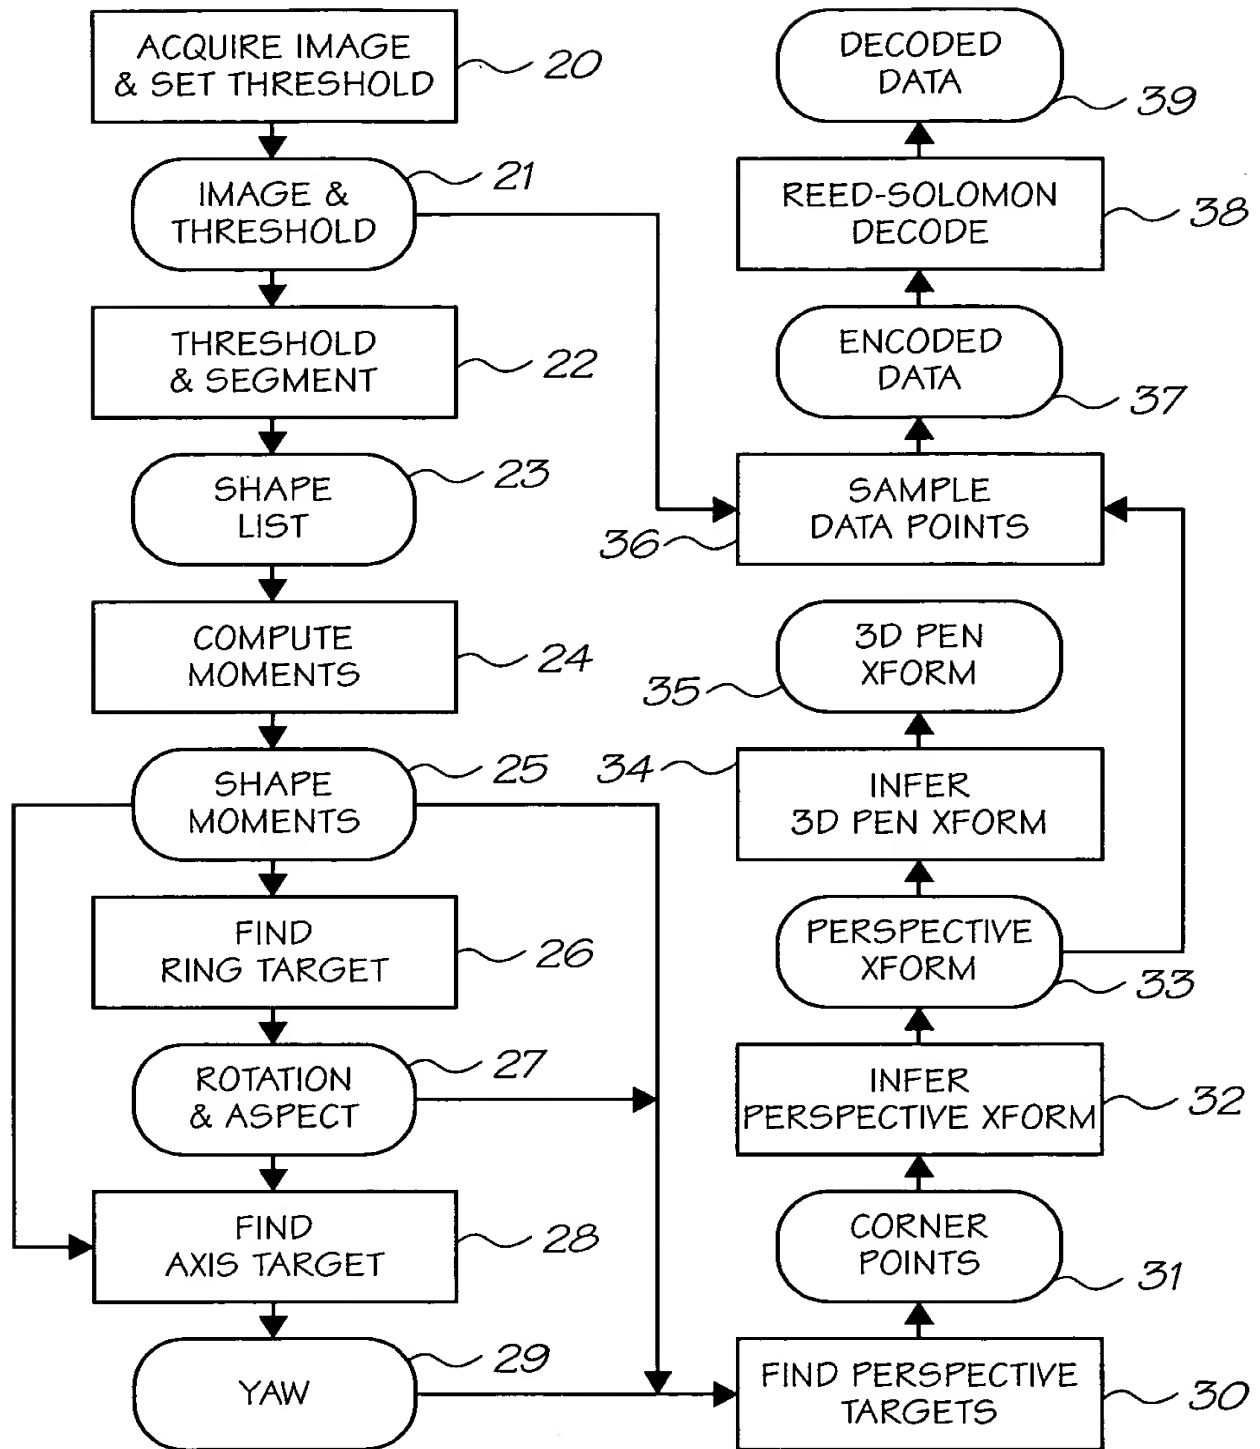 ACQUIRE IMAGE
& SET THRESHOLD
20
IMAGE &
THRESHOLD
21
THRESHOLD
& SEGMENT
22
SHAPE
LIST
23
COMPUTE
MOMENTS
24
SHAPE
MOMENTS
25
FIND
RING TARGET
26
ROTATION
& ASPECT
27
FIND
AXIS TARGET
28
YAW
29
DECODED
DATA
39
REED-SOLOMON
DECODE
38
ENCODED
DATA
37
SAMPLE
DATA POINTS
36
3D PEN
XFORM
35
INFER
3D PEN XFORM
34
PERSPECTIVE
XFORM
33
INFER
PERSPECTIVE XFORM
32
CORNER
POINTS
31
FIND PERSPECTIVE
TARGETS
30